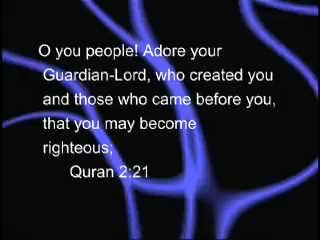 O you people! Adore your
Guardian-Lord, who created you
and those who came before you,
that you may become
righteous;
Quran 2:21